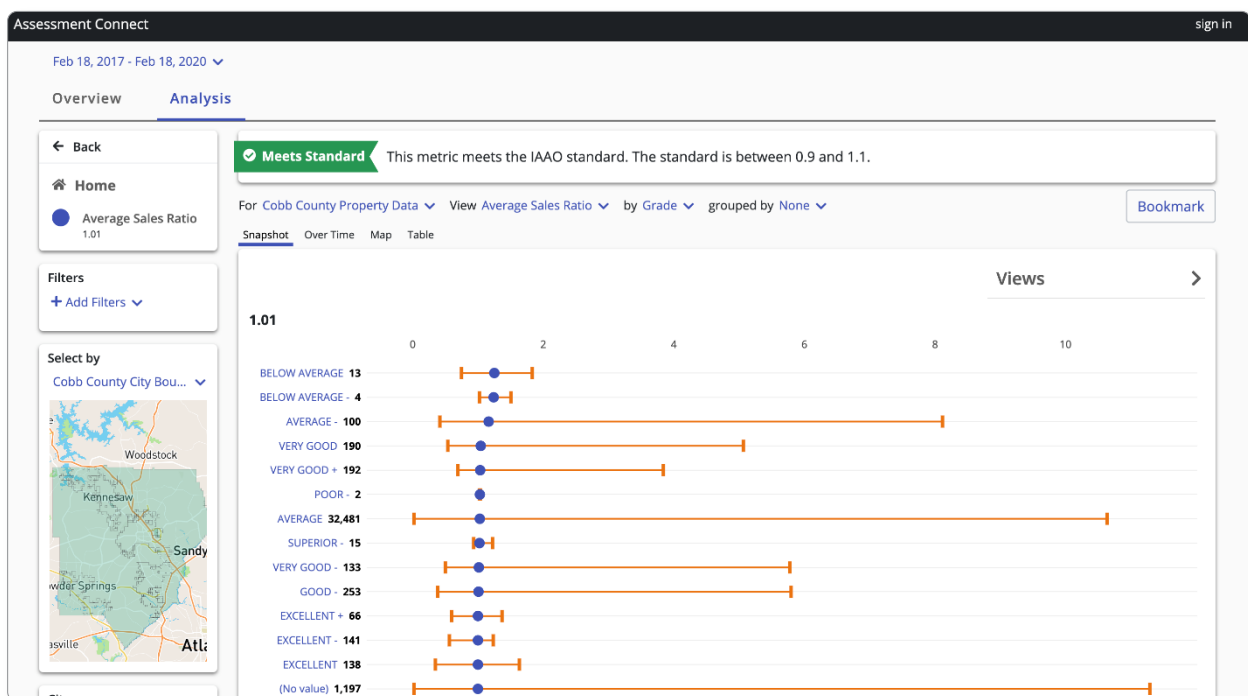 Assessment Connect
sign in
Feb 18, 2017 - Feb 18, 2020
Overview
Analysis
Back
Home
Average Sales Ratio
1.01
Filters
+ Add Filters
Select by
Cobb County City Bou...
Woodstock
Kennesaw
Sandy
wder Springs
asville
Atla
Meets Standard
This metric meets the IAAO standard. The standard is between 0.9 and 1.1.
For Cobb County Property Data View Average Sales Ratio by Grade grouped by None
Bookmark
Snapshot Over Time Map Table
Views
1.01
0 2 4 6 8 10
BELOW AVERAGE 13
BELOW AVERAGE - 4
AVERAGE - 100
VERY GOOD 190
VERY GOOD + 192
POOR - 2
AVERAGE 32,481
SUPERIOR - 15
VERY GOOD - 133
GOOD - 253
EXCELLENT + 66
EXCELLENT - 141
EXCELLENT 138
(No value) 1,197